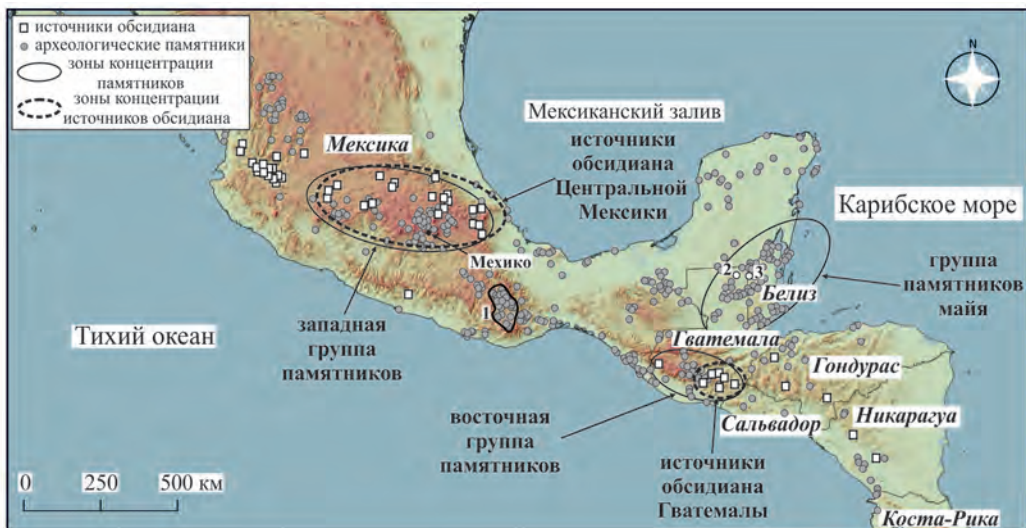 источники обсидиана
археологические памятники
зоны концентрации
памятников
зоны концентрации
источников обсидиана
N
Мексиканский залив
источники
обсидиана
Центральной
Мексики
Мексика
Карибское море
Мехико
2
3
Белиз
группа
памятников
майя
1
западная
группа
памятников
Тихий океан
Гватемала
Гондурас
Никарагуа
Сальвадор
восточная
группа
памятников
источники
обсидиана
Гватемалы
Коста-Рика
0 250 500 км